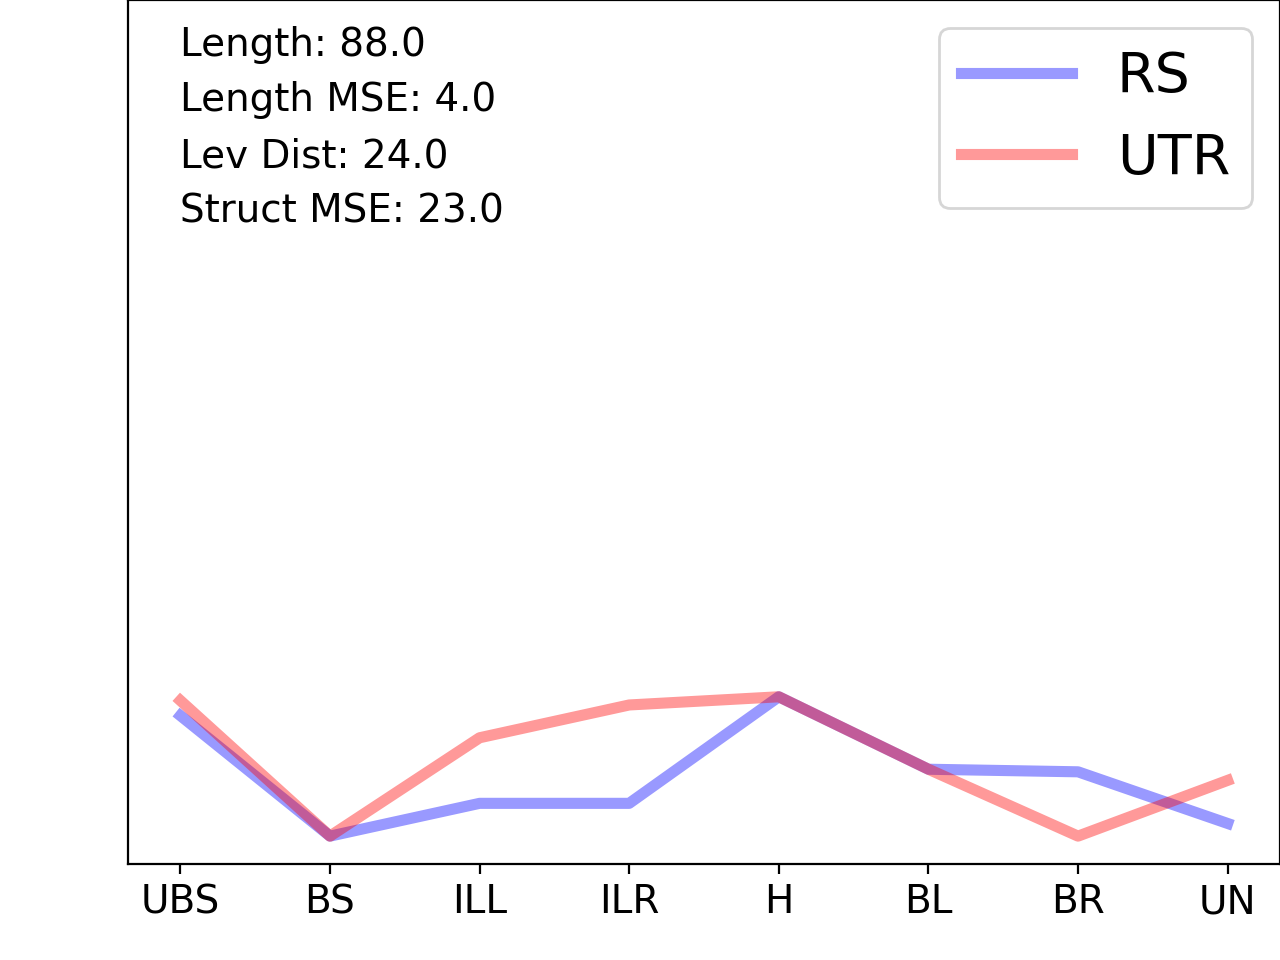 Length: 88.0
Length MSE: 4.0
Lev Dist: 24.0
Struct MSE: 23.0
RS
UTR
UBS BS ILL ILR H BL BR UN